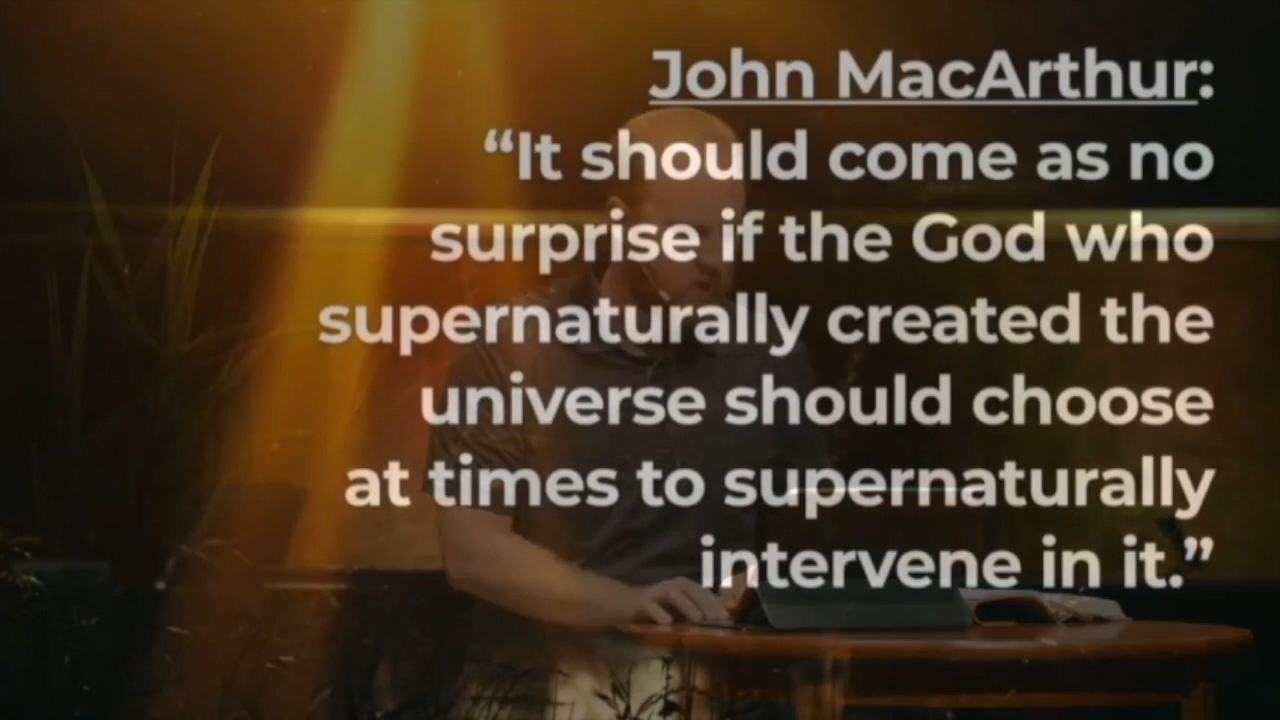 John MacArthur:
“It should come as no
surprise if the God who
supernaturally created the
universe should choose
at times to supernaturally
intervene in it.”